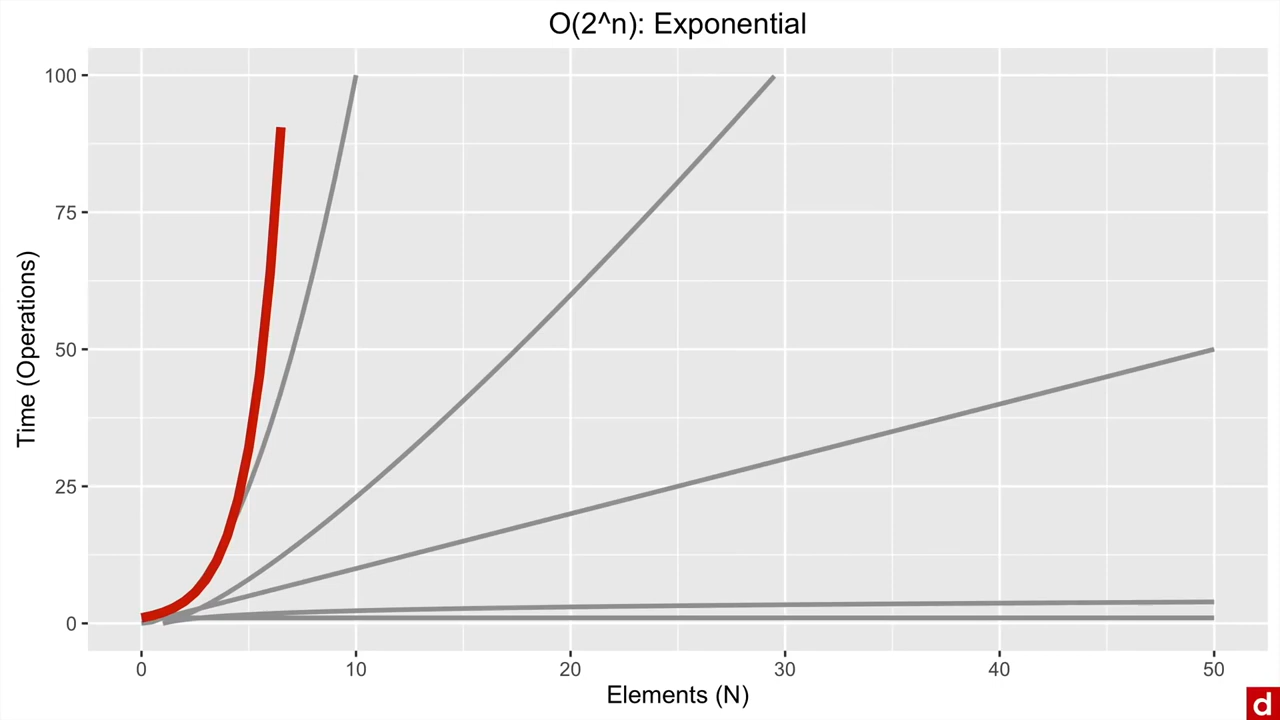 O(2^n): Exponential
Time (Operations)
100
75
50
25
0
0 10 20 30 40 50
Elements (N)
d